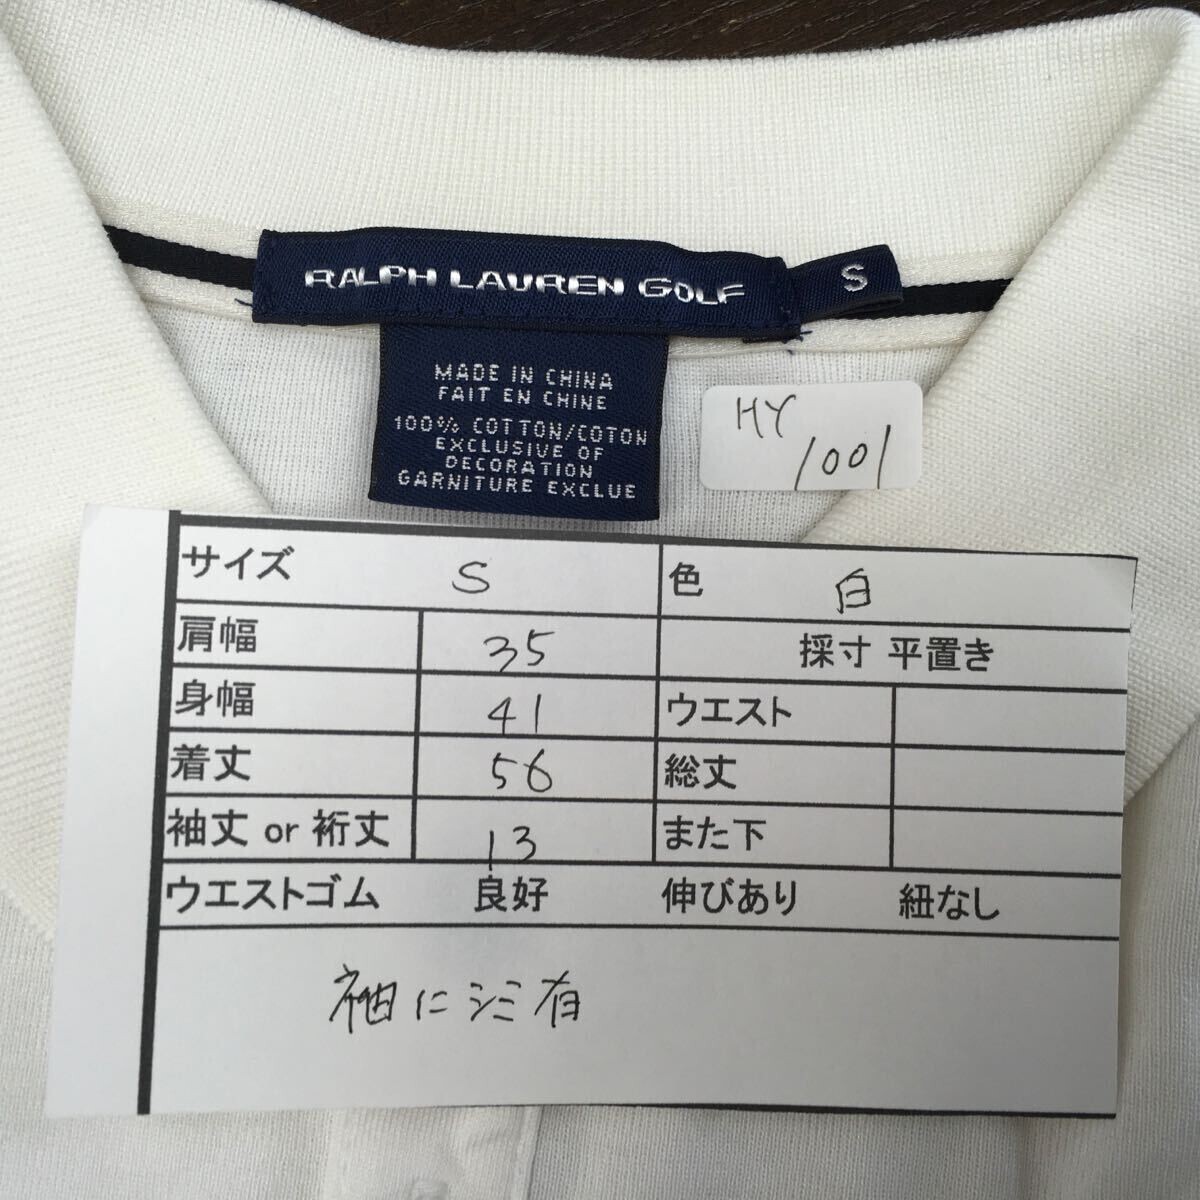 RALPH LAUREN GOLF
S
MADE IN CHINA
FAIT EN CHINE
100% COTTON/COTON
EXCLUSIVE OF
DECORATION
GARNITURE EXCLUE
HY
1001
サイズ S 色 白
肩幅 35 採寸 平置き
身幅 41 ウエスト
着丈 56 総丈
袖丈 or 裄丈 13 また下
ウエストゴム 良好 伸びあり 紐なし
袖にシミ有